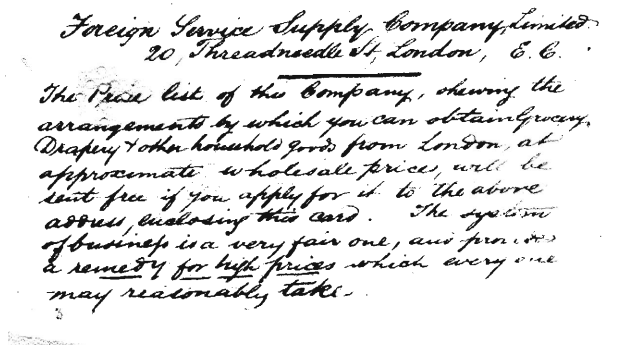 Foreign Service Supply Company, Limited.
20, Threadneedle St, London, E.C.
The Price list of this Company, shewing the
arrangements by which you can obtain Grocery,
Drapery & other household goods from London, at
approximate wholesale prices, will be
sent free if you apply for it to the above
address, enclosing this card. The system
of business is a very fair one, and provides
a remedy for high prices which every one
may reasonably take.